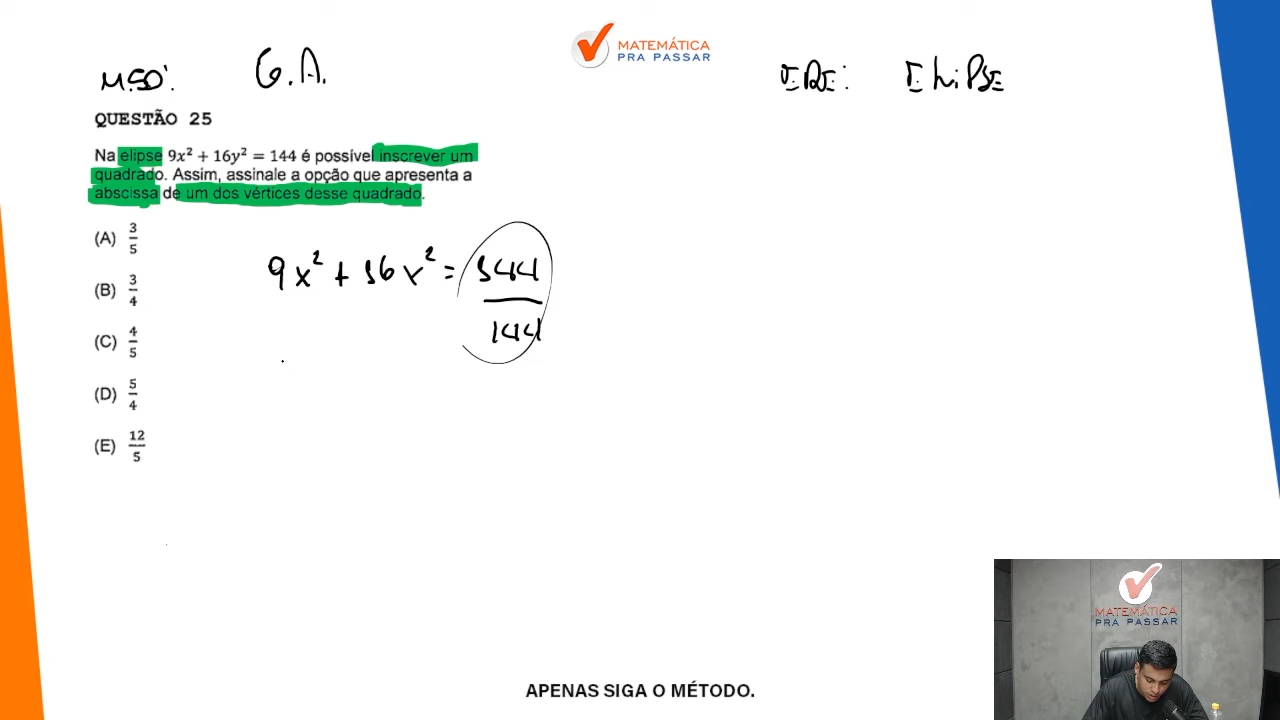 MATEMÁTICA
PRA PASSAR
G.A.
ELIPSE
QUESTÃO 25
Na elipse 9x² + 16y² = 144 é possível inscrever um
quadrado. Assim, assinale a opção que apresenta a
abscissa de um dos vértices desse quadrado.
(A) 3/5
(B) 3/4
(C) 4/5
(D) 5/4
(E) 12/5
9x² + 16y² = 144
144
MATEMÁTICA
PRA PASSAR
APENAS SIGA O MÉTODO.